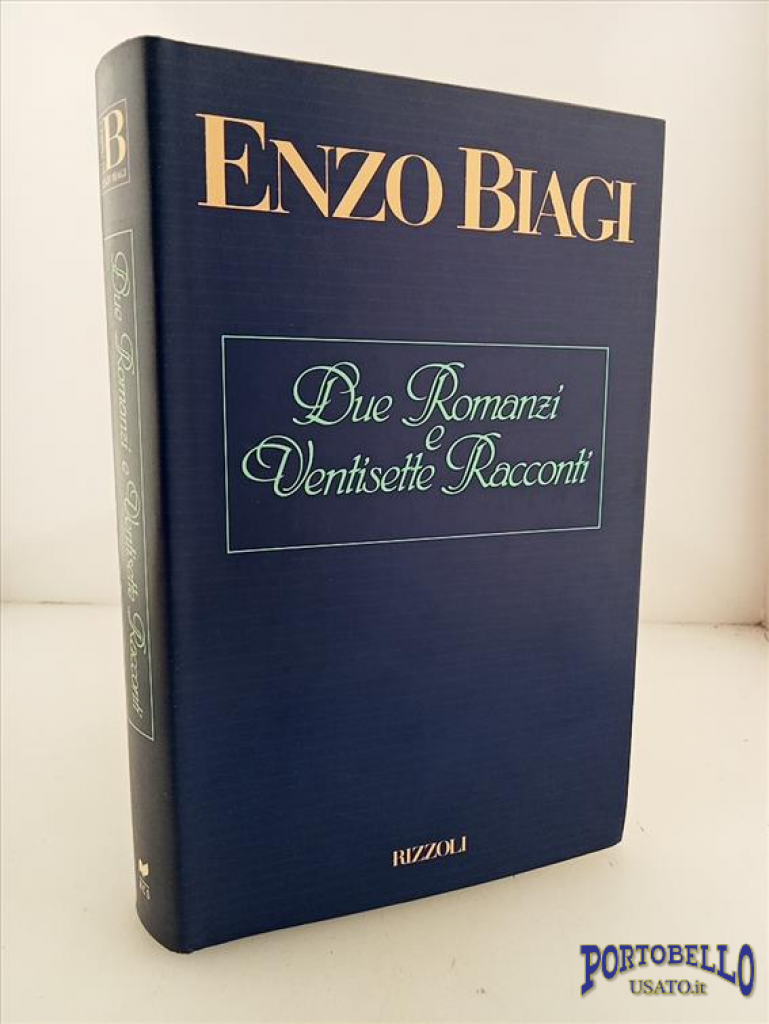 ENZO BIAGI
Due Romanzi
e
Ventisette Racconti
RIZZOLI
B
ENZO BIAGI
Due Romanzi e Ventisette Racconti
PORTOBELLO
USATO.it